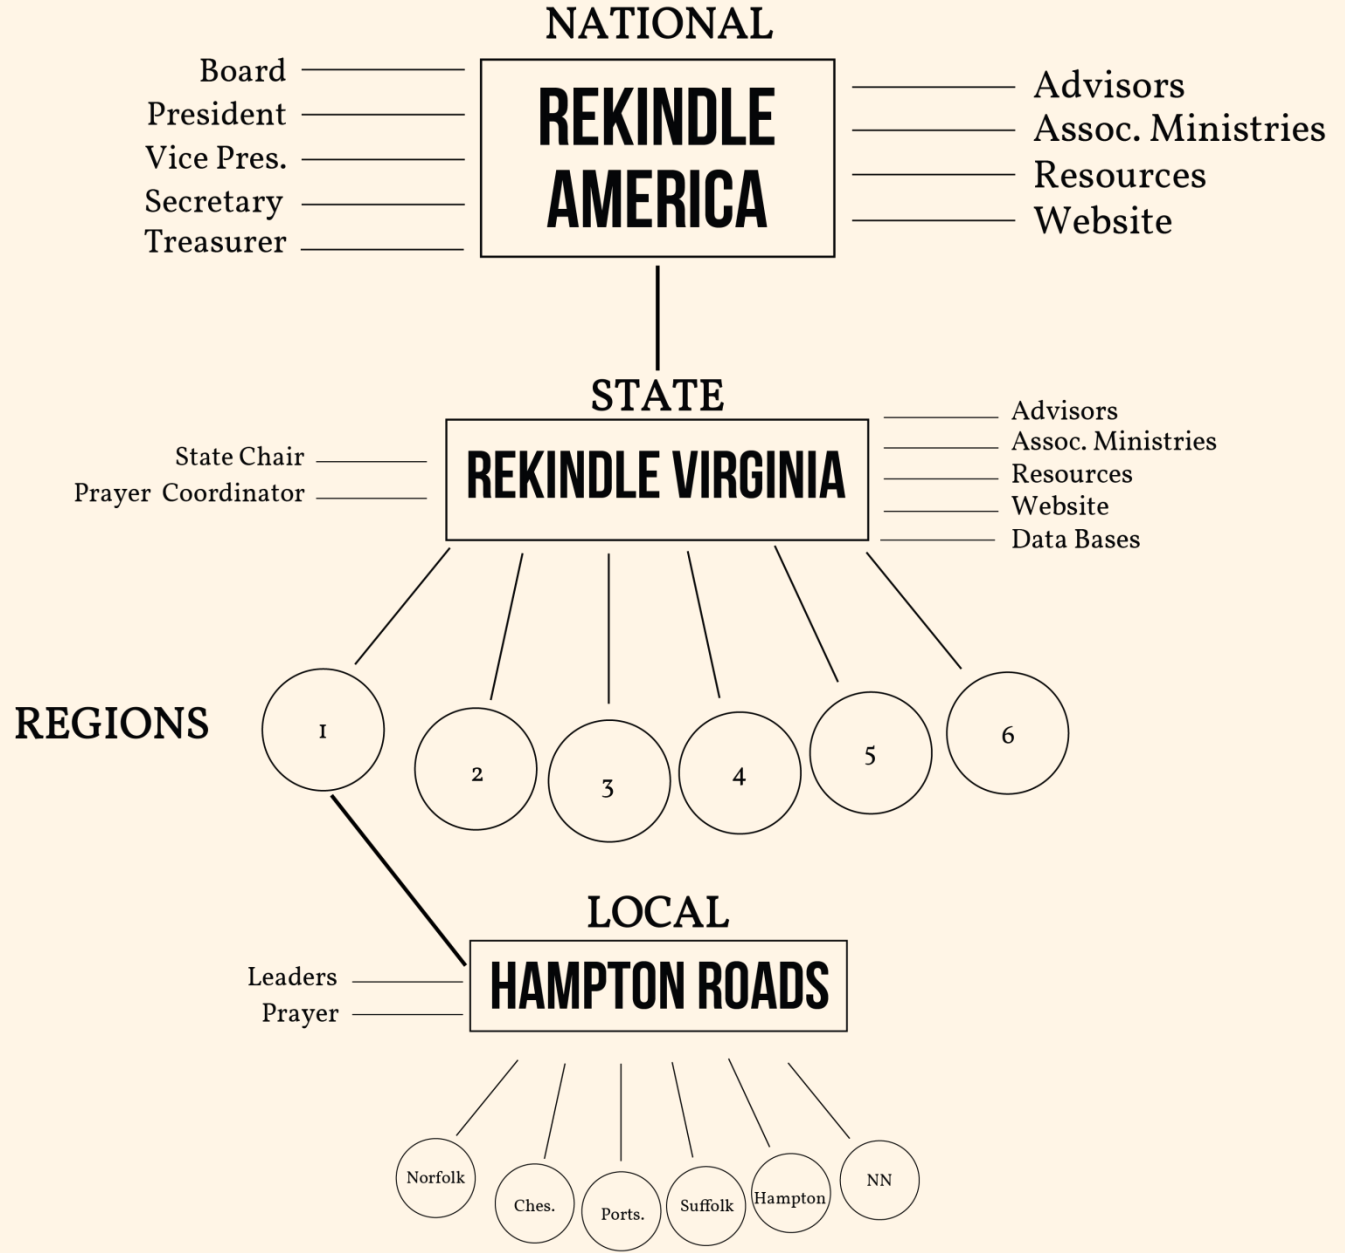 NATIONAL
REKINDLE
AMERICA
Board
President
Vice Pres.
Secretary
Treasurer
Advisors
Assoc. Ministries
Resources
Website
STATE
REKINDLE VIRGINIA
State Chair
Prayer Coordinator
Advisors
Assoc. Ministries
Resources
Website
Data Bases
REGIONS
1
2
3
4
5
6
LOCAL
HAMPTON ROADS
Leaders
Prayer
Norfolk
Ches.
Ports.
Suffolk
Hampton
NN